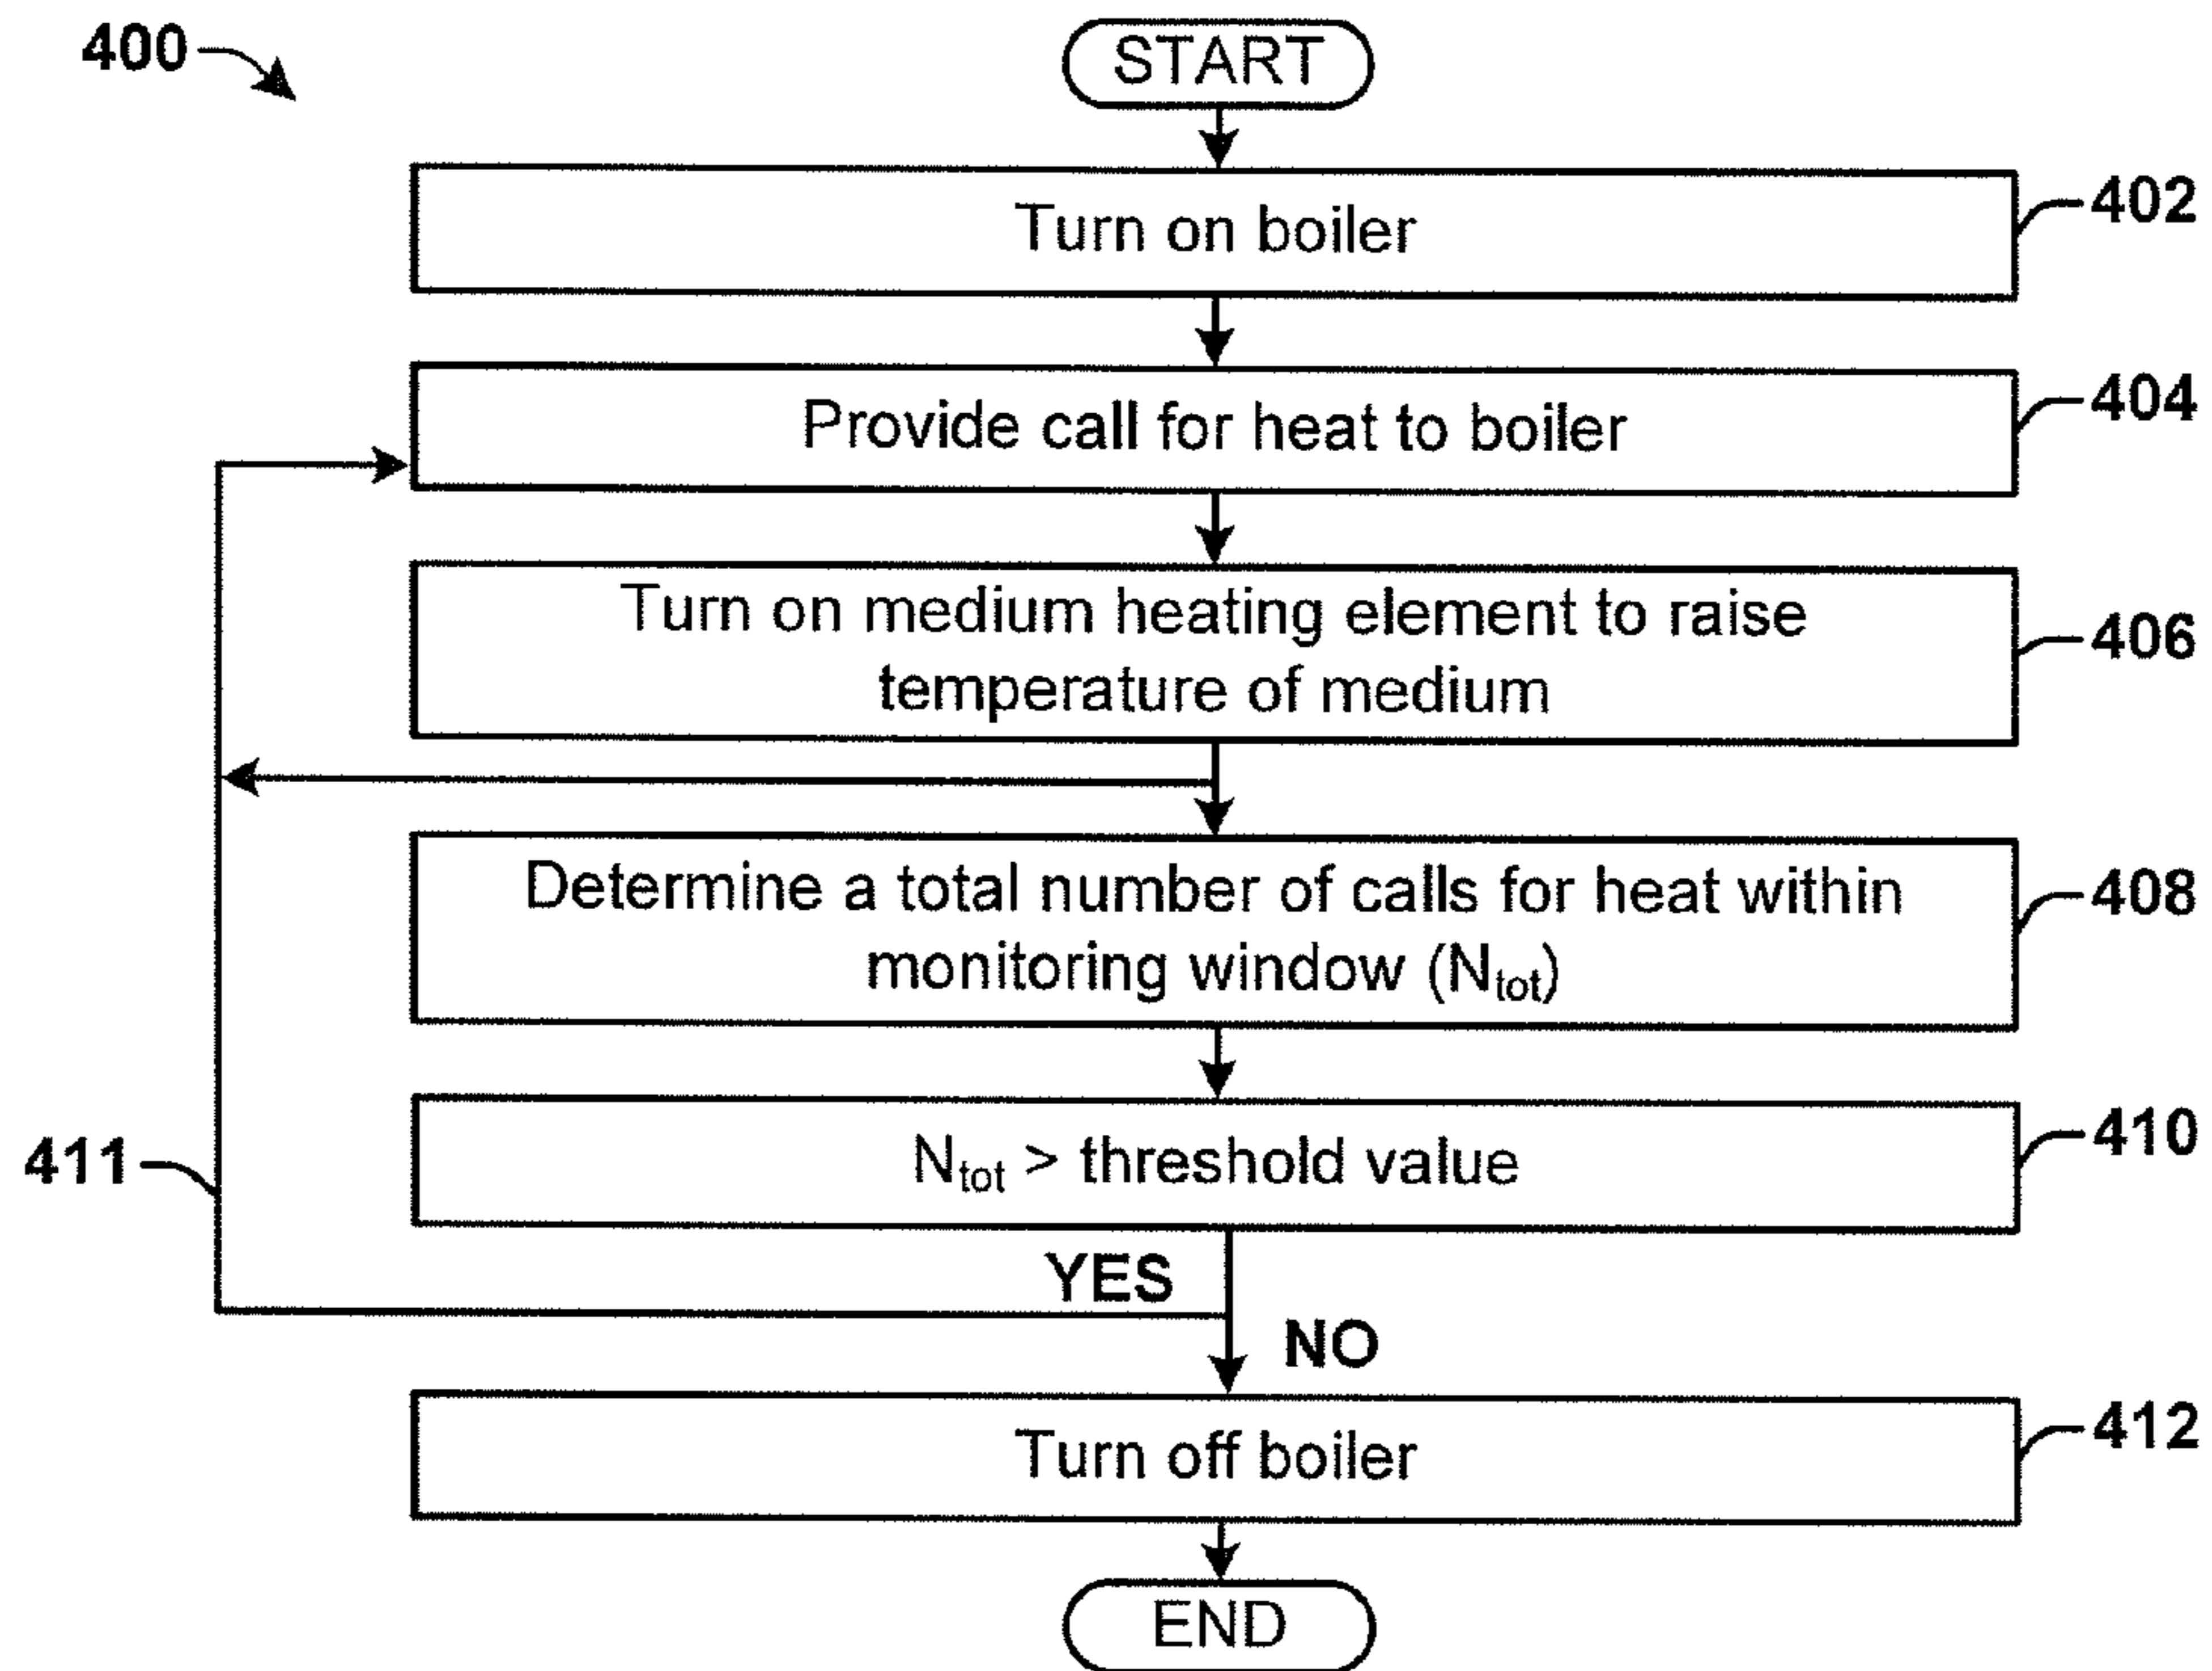 400
START
Turn on boiler
402
Provide call for heat to boiler
404
Turn on medium heating element to raise
temperature of medium
406
Determine a total number of calls for heat within
monitoring window (Ntot)
408
Ntot > threshold value
410
411
YES
NO
Turn off boiler
412
END